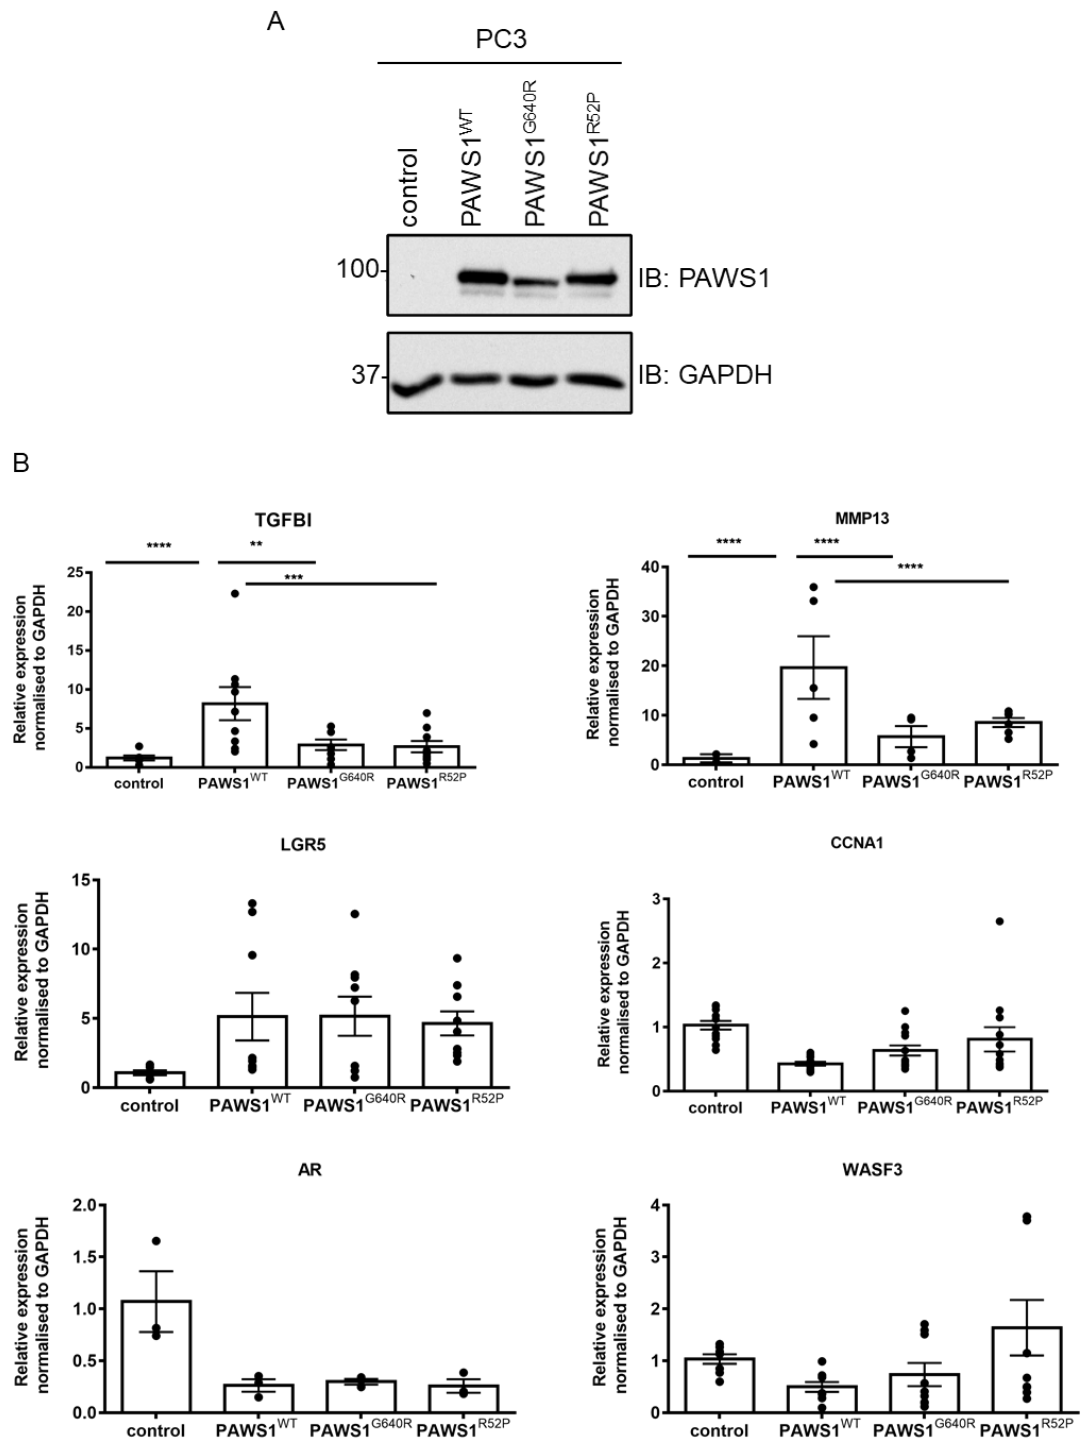 A
PC3
control
PAWS1WT
PAWS1G640R
PAWS1R52P
100
IB: PAWS1
37
IB: GAPDH
B
TGFBI
****
**
***
Relative expression
normalised to GAPDH
25
20
15
10
5
0
control
PAWS1WT
PAWS1G640R
PAWS1R52P
MMP13
****
****
****
Relative expression
normalised to GAPDH
40
30
20
10
0
control
PAWS1WT
PAWS1G640R
PAWS1R52P
LGR5
Relative expression
normalised to GAPDH
15
10
5
0
control
PAWS1WT
PAWS1G640R
PAWS1R52P
CCNA1
Relative expression
normalised to GAPDH
3
2
1
0
control
PAWS1WT
PAWS1G640R
PAWS1R52P
AR
Relative expression
normalised to GAPDH
2.0
1.5
1.0
0.5
0.0
control
PAWS1WT
PAWS1G640R
PAWS1R52P
WASF3
Relative expression
normalised to GAPDH
4
3
2
1
0
control
PAWS1WT
PAWS1G640R
PAWS1R52P